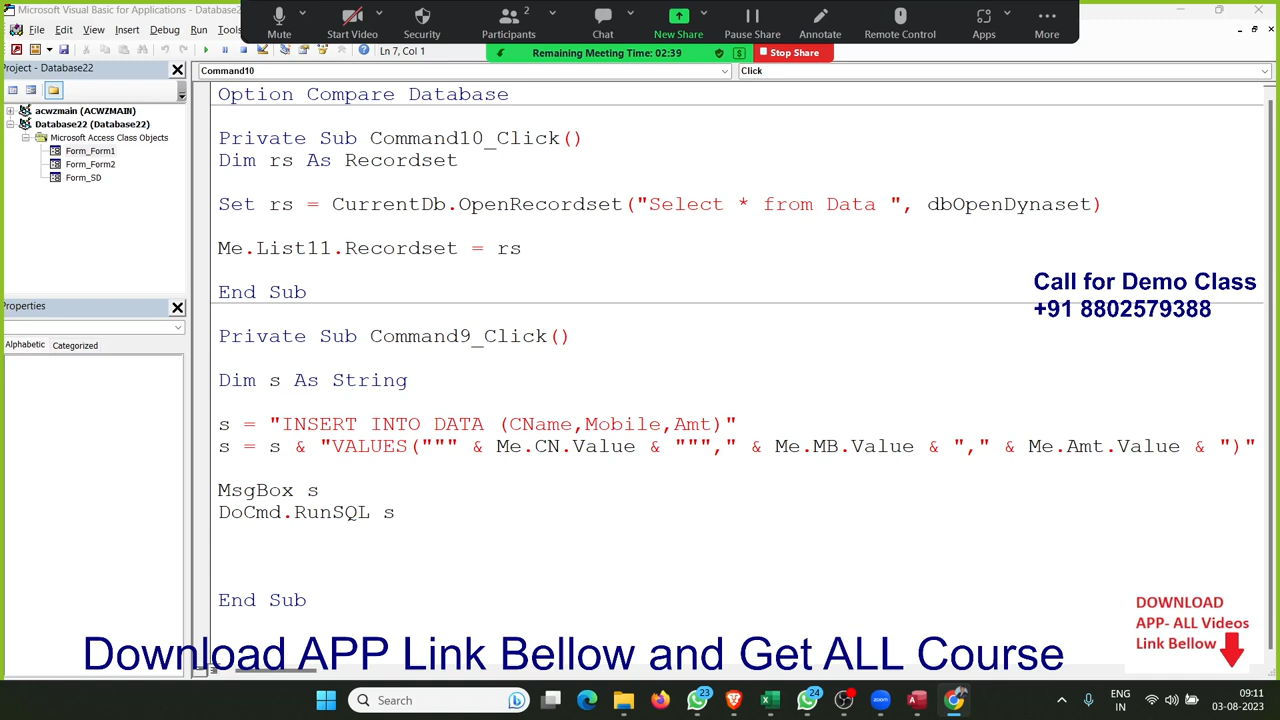 Microsoft Visual Basic for Applications - Database22
File Edit View Insert Debug Run Tools
Mute Start Video Security Participants 2 Chat New Share Pause Share Annotate Remote Control Apps More
Ln 7, Col 1
Remaining Meeting Time: 02:39 Stop Share
Project - Database22
Command10 Click
acwzmain (ACWZMAIN)
Database22 (Database22)
Microsoft Access Class Objects
Form_Form1
Form_Form2
Form_SD
Properties
Alphabetic Categorized
Option Compare Database
Private Sub Command10_Click()
Dim rs As Recordset
Set rs = CurrentDb.OpenRecordset("Select * from Data ", dbOpenDynaset)
Me.List11.Recordset = rs
End Sub
Call for Demo Class
+91 8802579388
Private Sub Command9_Click()
Dim s As String
s = "INSERT INTO DATA (CName,Mobile,Amt)"
s = s & "VALUES(""" & Me.CN.Value & """," & Me.MB.Value & "," & Me.Amt.Value & ")"
MsgBox s
DoCmd.RunSQL s
End Sub
DOWNLOAD
APP- ALL Videos
Link Bellow
Download APP Link Bellow and Get ALL Course
Search
23
24
zoom
ENG
IN
09:11
03-08-2023